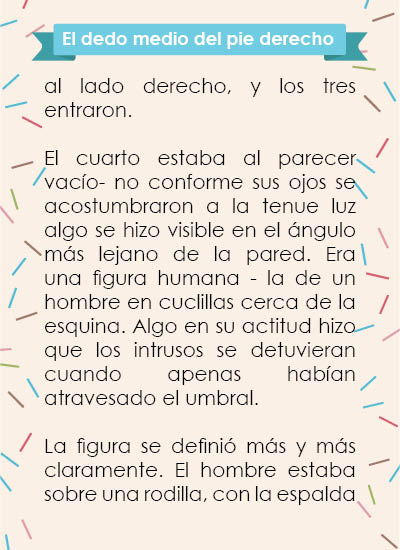 El dedo medio del pie derecho
al lado derecho, y los tres
entraron.
El cuarto estaba al parecer
vacío- no conforme sus ojos se
acostumbraron a la tenue luz
algo se hizo visible en el ángulo
más lejano de la pared. Era
una figura humana - la de un
hombre en cuclillas cerca de la
esquina. Algo en su actitud hizo
que los intrusos se detuvieran
cuando apenas habían
atravesado el umbral.
La figura se definió más y más
claramente. El hombre estaba
sobre una rodilla, con la espalda